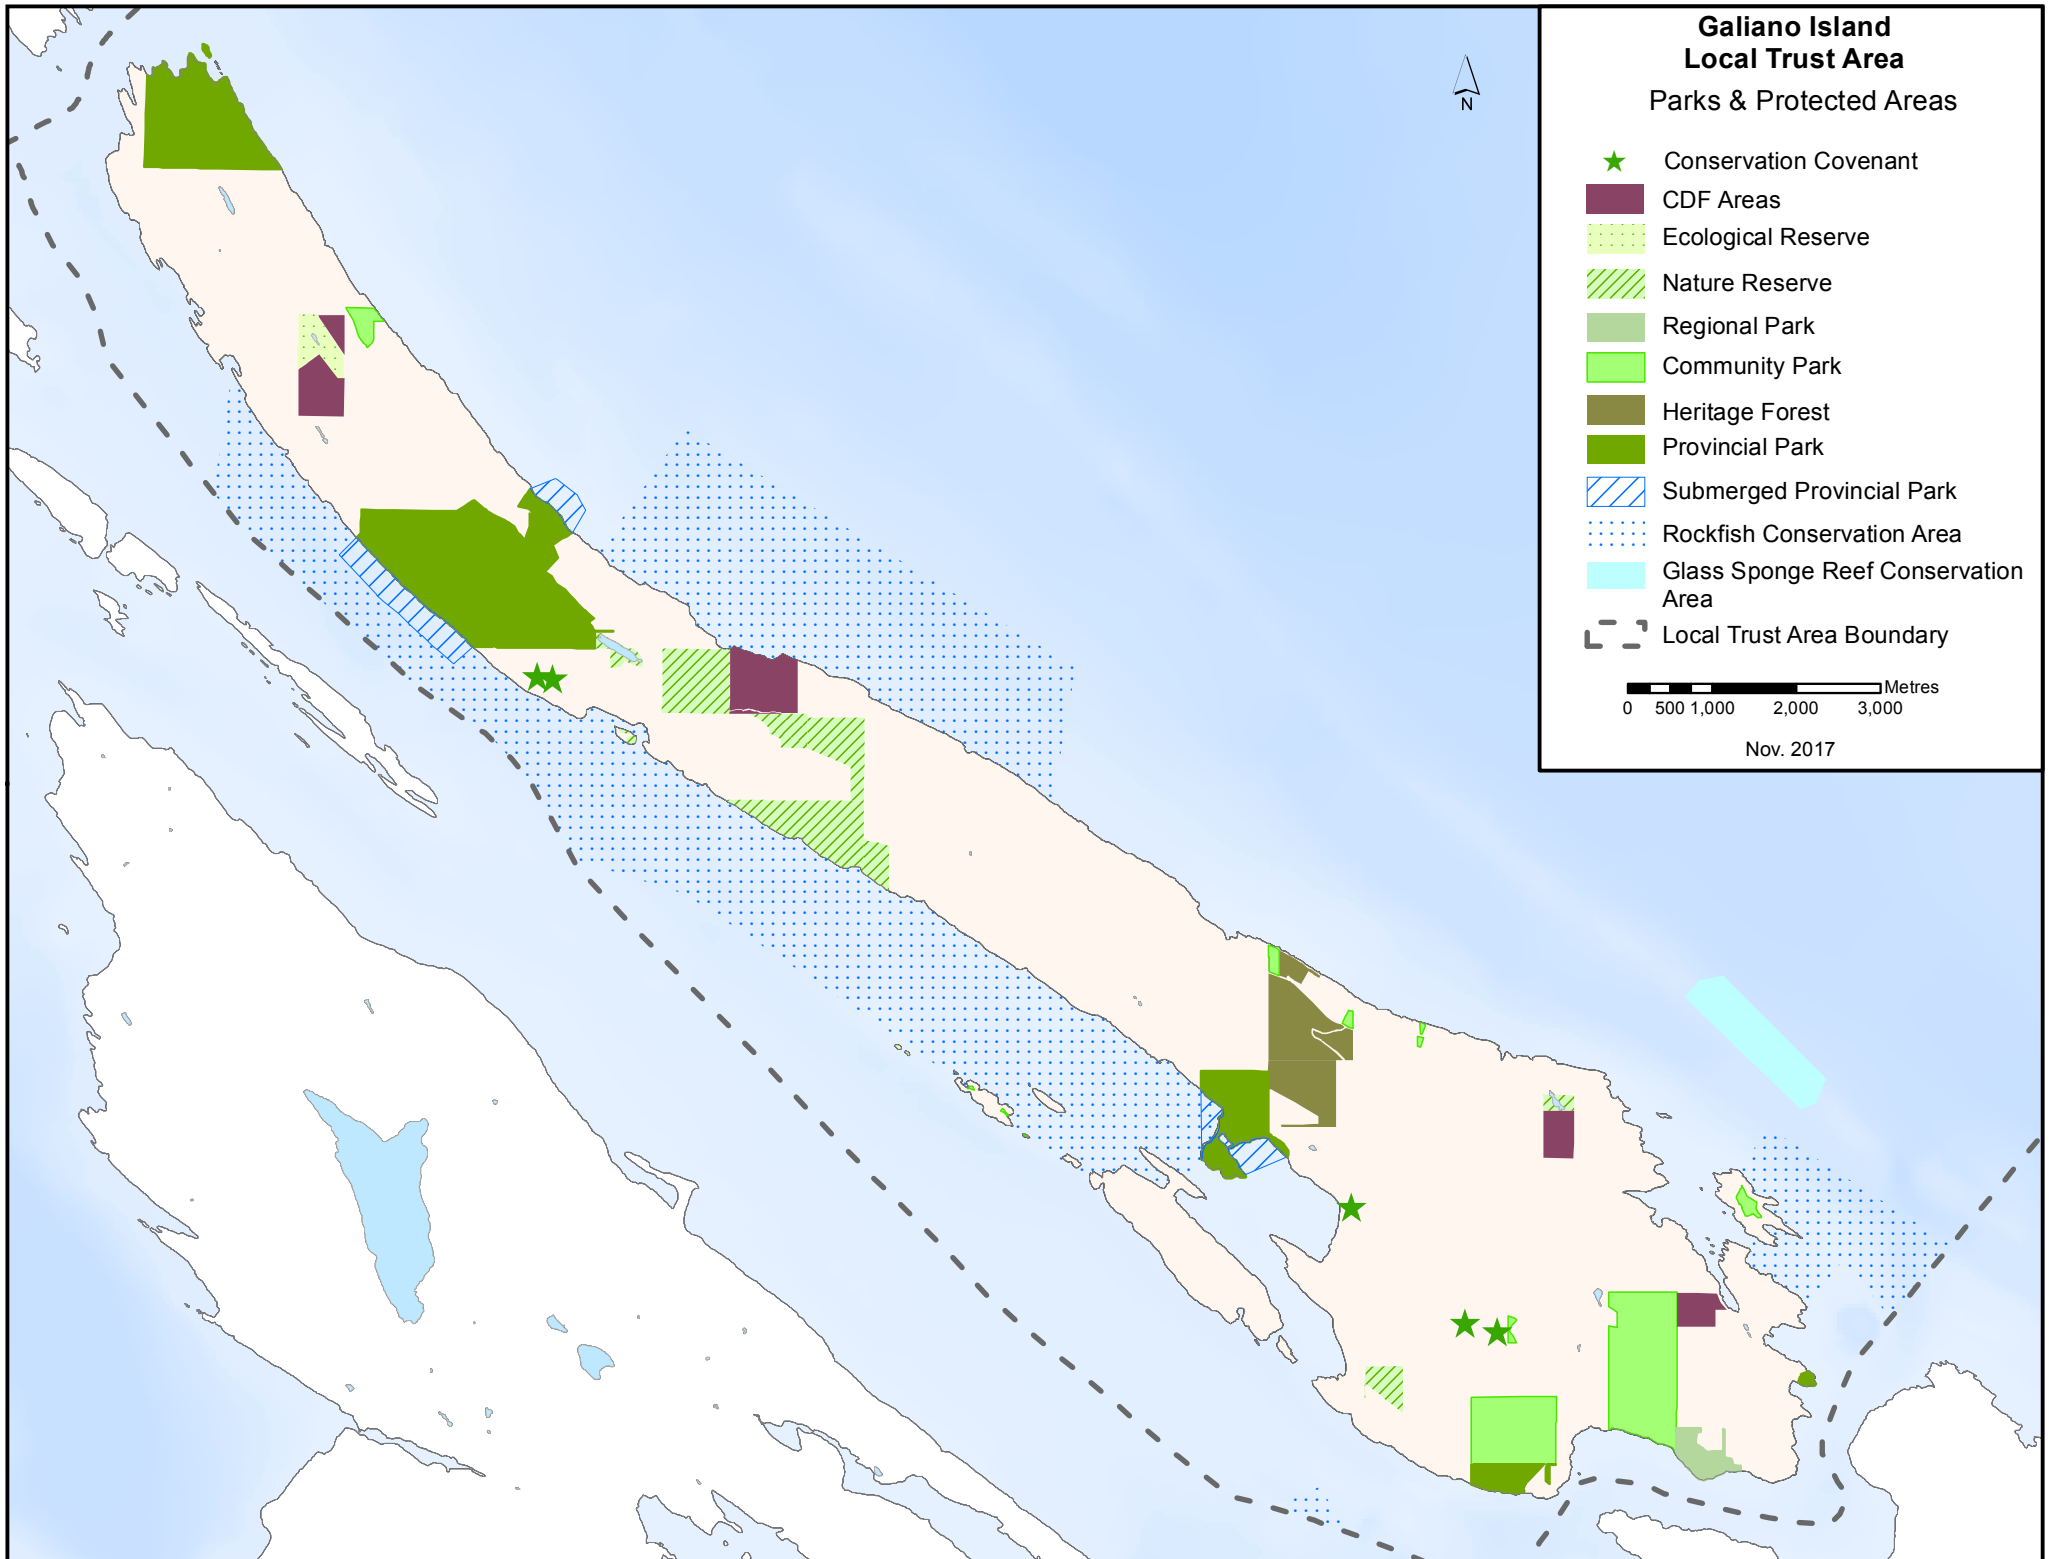 Galiano Island
Local Trust Area
Parks & Protected Areas
N
Conservation Covenant
CDF Areas
Ecological Reserve
Nature Reserve
Regional Park
Community Park
Heritage Forest
Provincial Park
Submerged Provincial Park
Rockfish Conservation Area
Glass Sponge Reef Conservation
Area
Local Trust Area Boundary
Metres
0 500 1,000 2,000 3,000
Nov. 2017